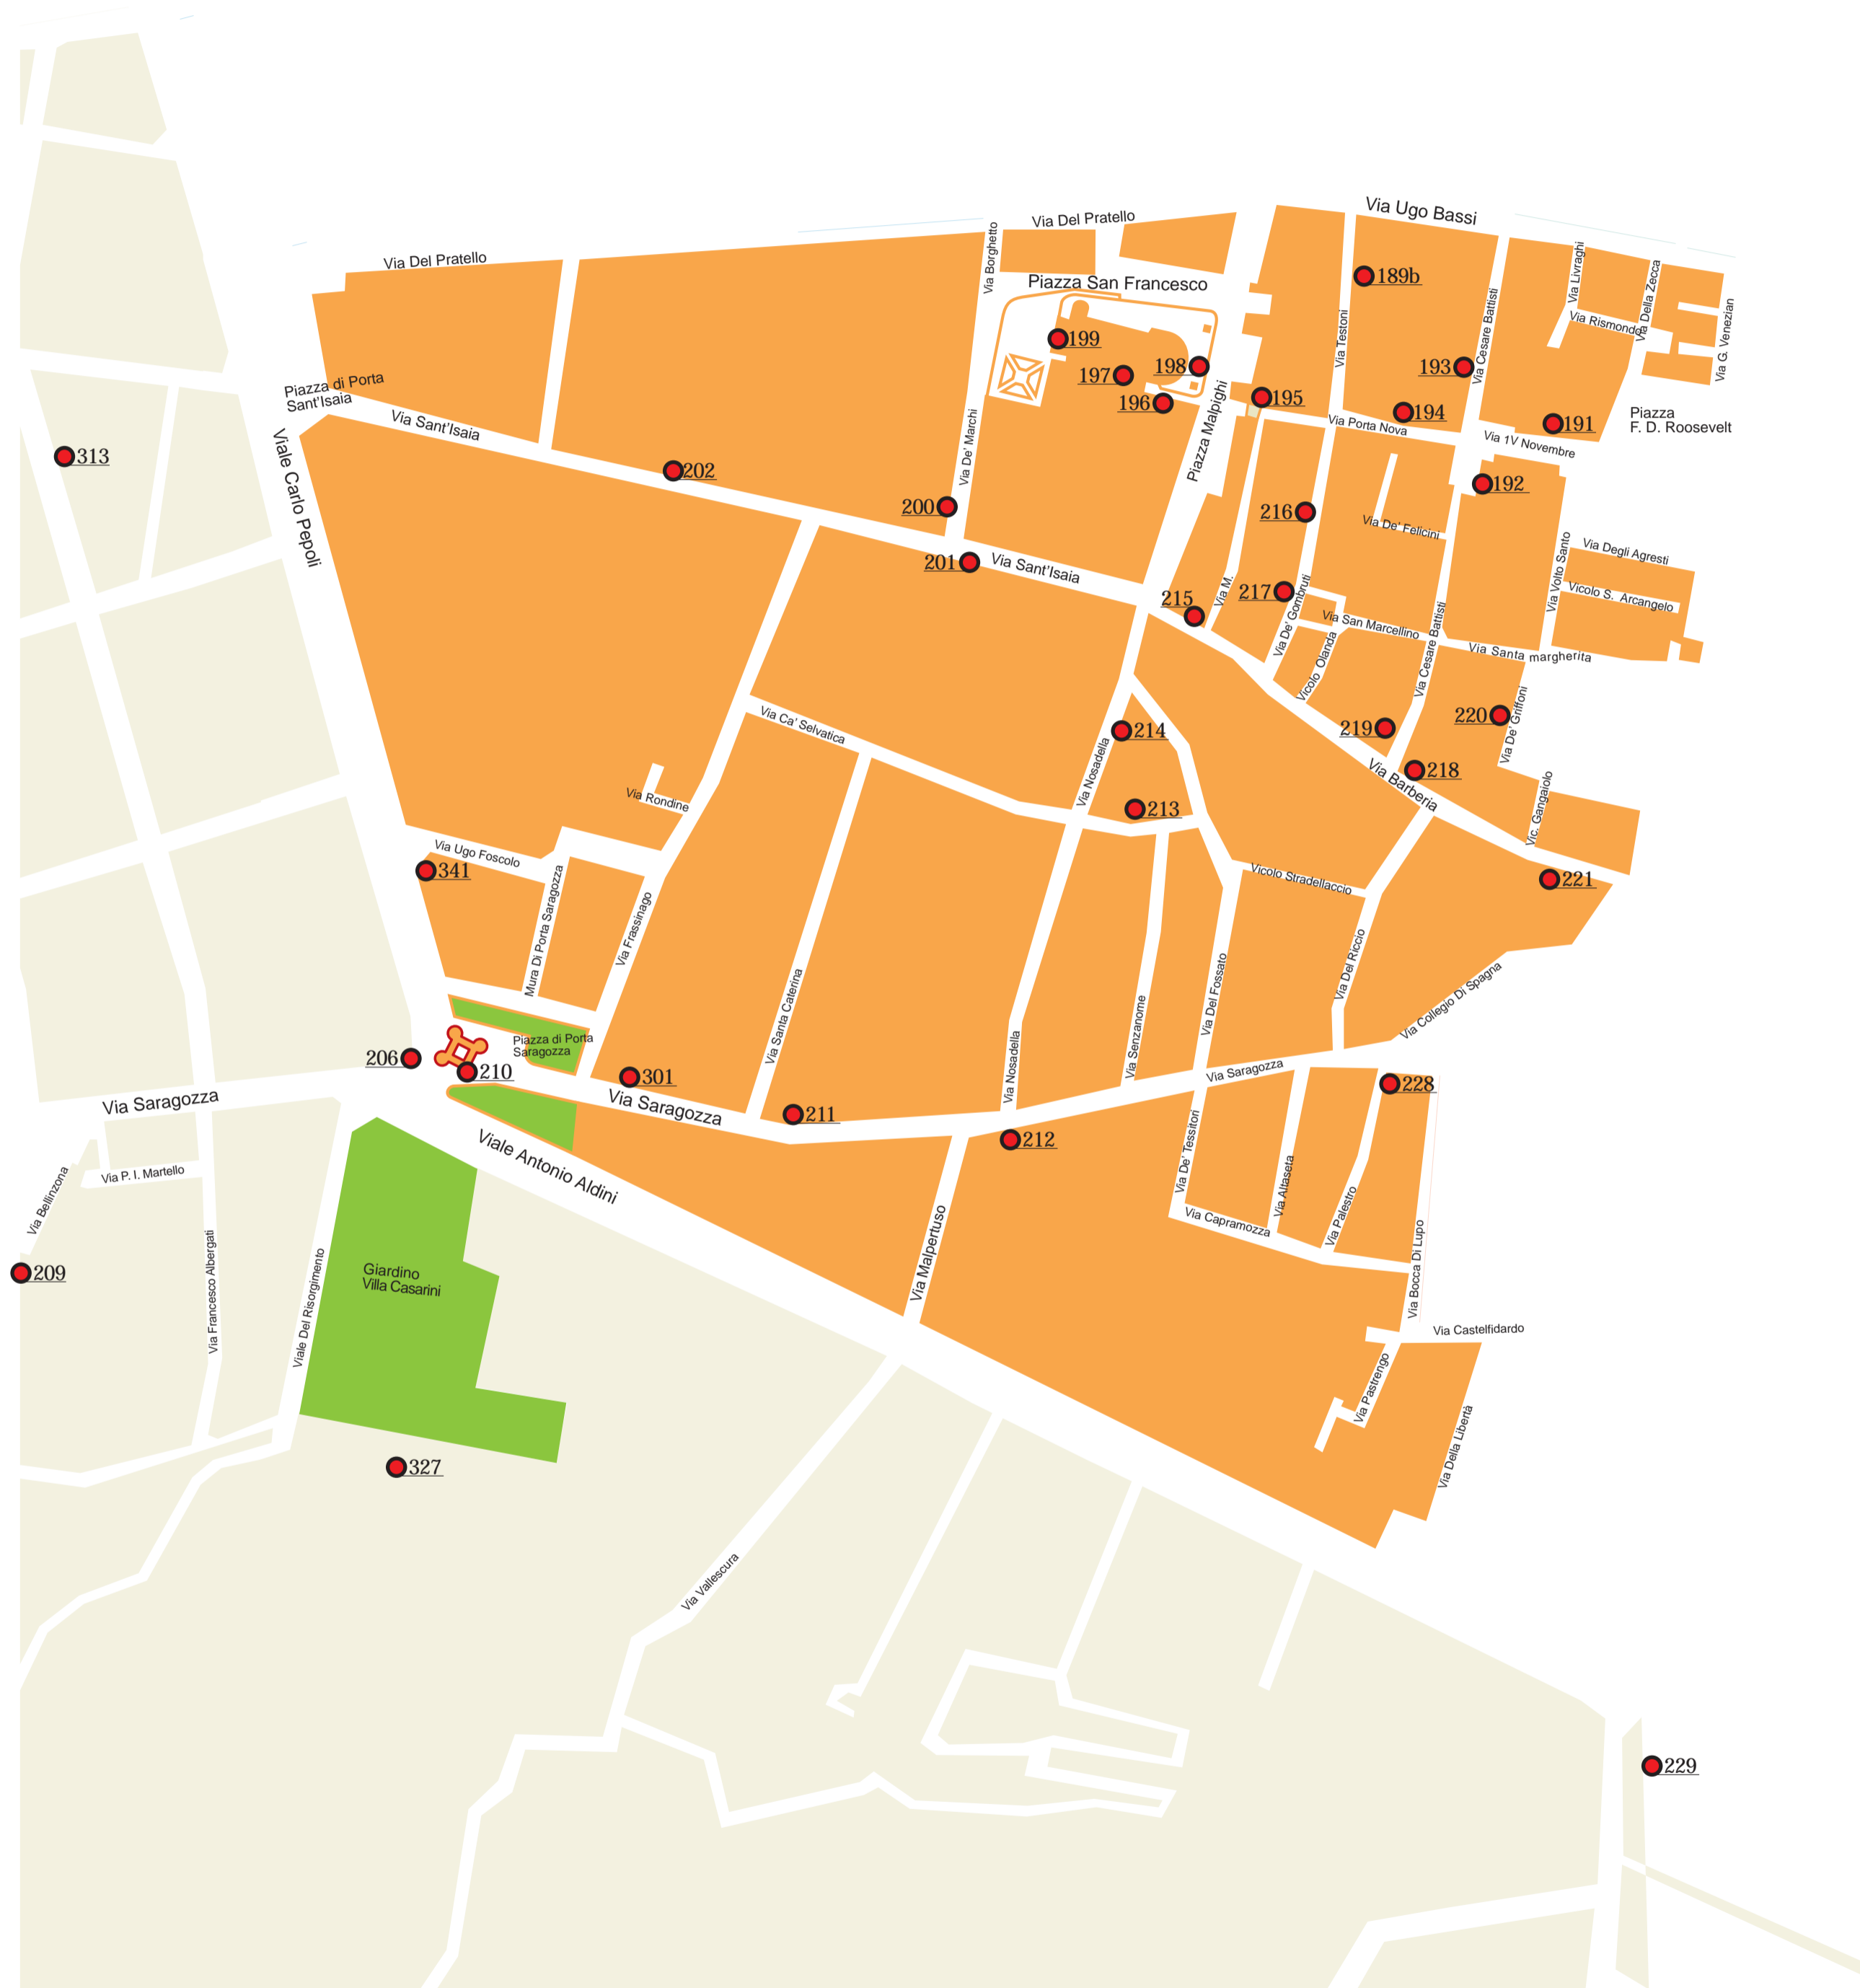 Via Ugo Bassi
Via Del Pratello
Via Borghetto
Via Del Pratello
Piazza San Francesco
189b
Via Livraghi
Via Della Zecca
Via G. Venezian
Via Rismondo
Via Testoni
Via Cesare Battisti
199
197
198
196
193
195
194
191
Piazza
F. D. Roosevelt
Piazza di Porta
Sant'Isaia
Via Sant'Isaia
Via De' Marchi
Piazza Malpighi
Via Porta Nova
Via 1V Novembre
313
202
200
192
216
Via De' Felicini
Viale Carlo Pepoli
201
Via Sant'Isaia
Via Volto Santo
Via Degli Agresti
Vicolo S. Arcangelo
215
Via M.
217
Via De' Gombruti
Via San Marcellino
Vicolo Olanda
Via Cesare Battisti
Via Santa margherita
Via Ca' Selvatica
214
Via Nosadella
213
219
220
Via De' Griffoni
218
Via Barberia
Vic. Gangaiolo
Via Rondine
Via Ugo Foscolo
341
Vicolo Stradellaccio
221
Mura Di Porta Saragozza
Via Frassinago
Via Santa Caterina
Via Nosadella
Via Senzanome
Via Del Fossato
Via Del Riccio
Via Collegio Di Spagna
Piazza di Porta
Saragozza
206
210
301
Via Saragozza
228
Via Saragozza
Via Saragozza
211
212
Via De' Tessitori
Viale Antonio Aldini
Via P. I. Martello
Via Bellinzona
Via Altaseta
Via Palestro
Via Capramozza
Via Bocca Di Lupo
209
Via Francesco Albergati
Viale Del Risorgimento
Giardino
Villa Casarini
Via Malpertuso
Via Castelfidardo
Via Pastrengo
Via Della Libertà
327
Via Vallescura
229